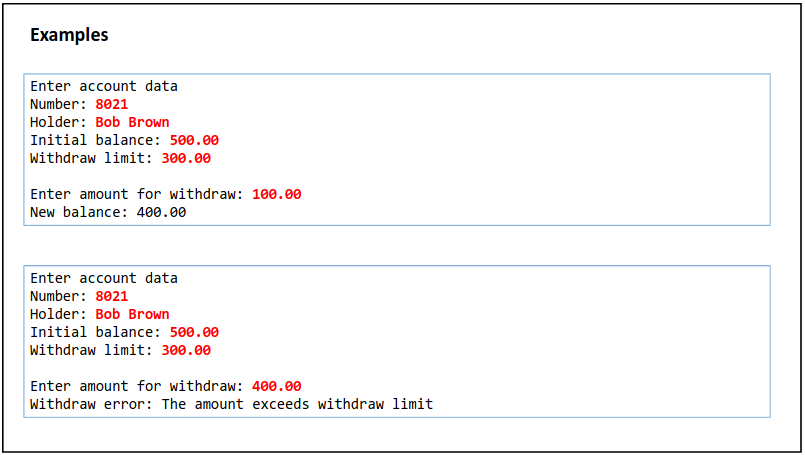 Examples
Enter account data
Number: 8021
Holder: Bob Brown
Initial balance: 500.00
Withdraw limit: 300.00
Enter amount for withdraw: 100.00
New balance: 400.00
Enter account data
Number: 8021
Holder: Bob Brown
Initial balance: 500.00
Withdraw limit: 300.00
Enter amount for withdraw: 400.00
Withdraw error: The amount exceeds withdraw limit